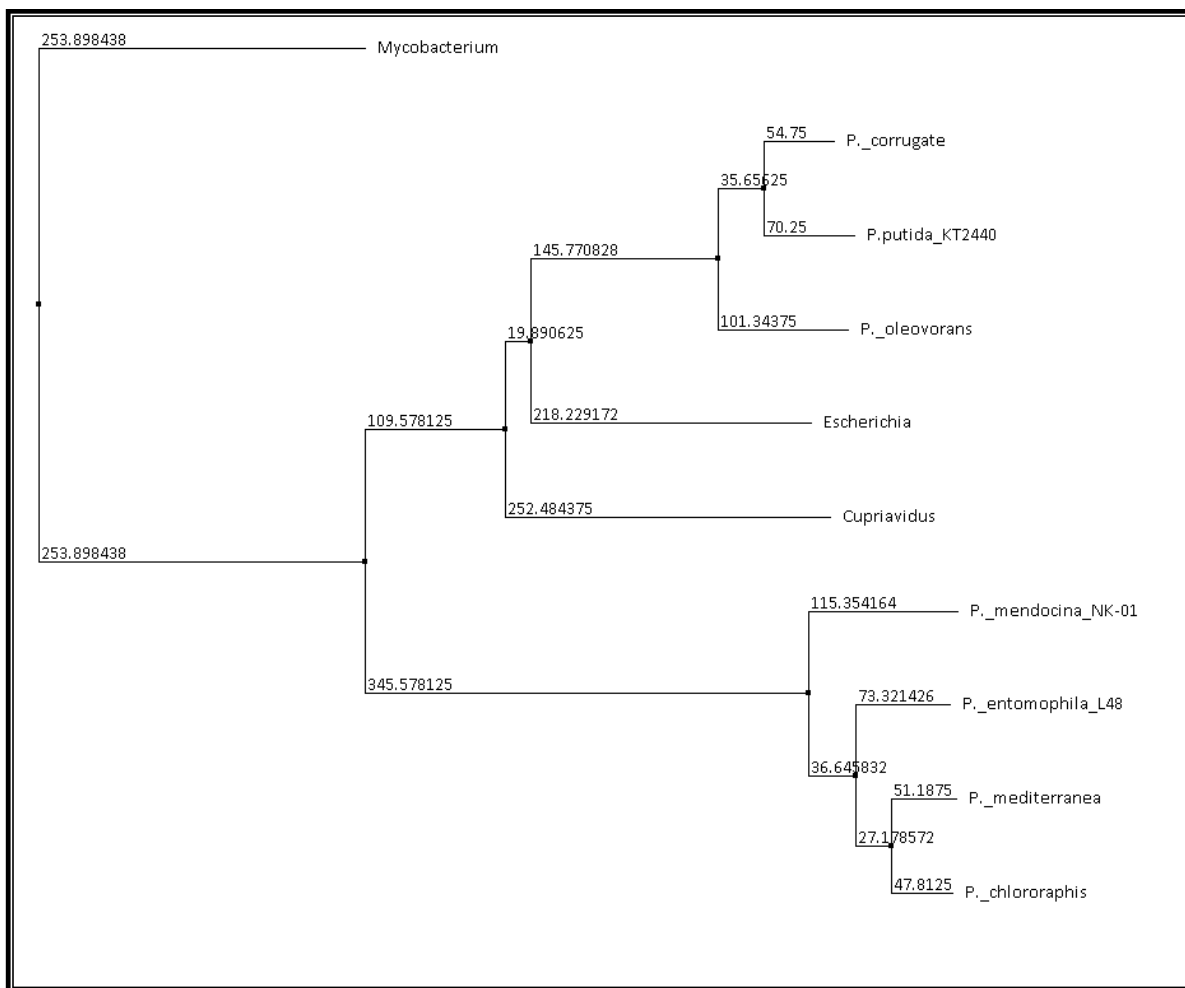 253.898438
Mycobacterium
54.75
P._corrugate
35.65625
70.25
P.putida_KT2440
145.770828
101.34375
P._oleovorans
19.890625
218.229172
Escherichia
109.578125
252.484375
Cupriavidus
253.898438
115.354164
P._mendocina_NK-01
345.578125
73.321426
P._entomophila_L48
36.645832
51.1875
P._mediterranea
27.178572
47.8125
P._chlororaphis